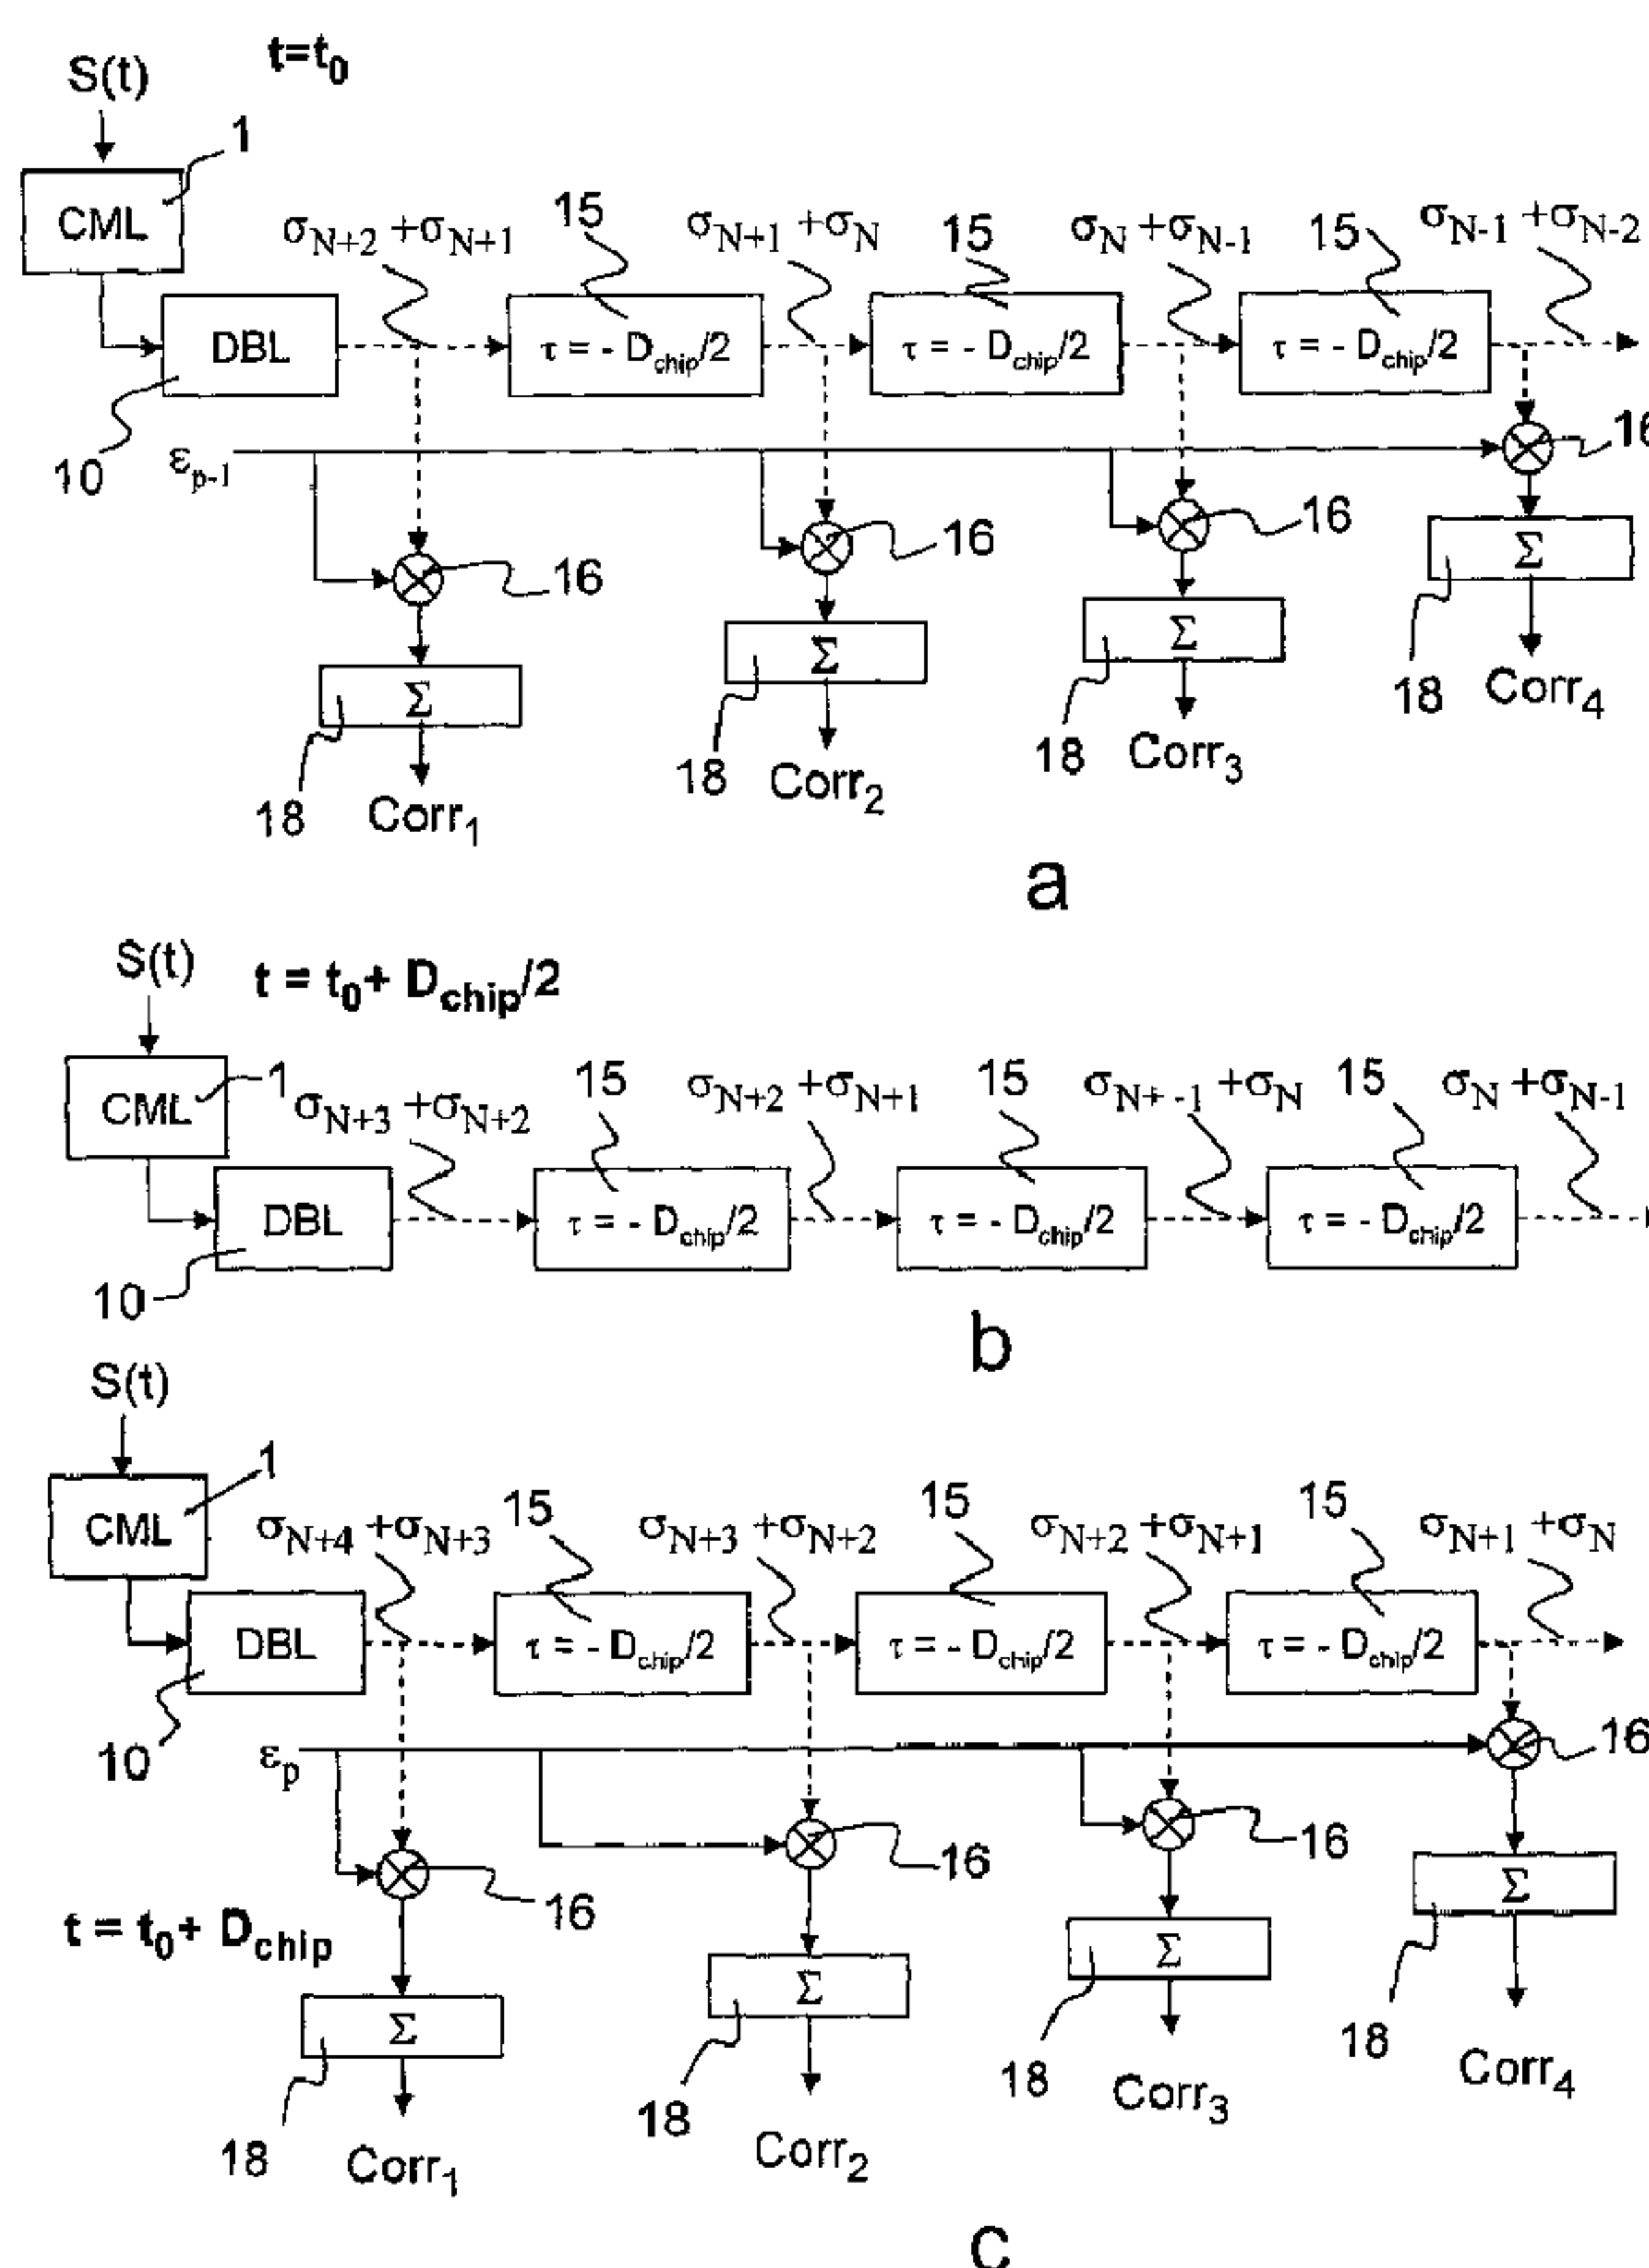 t=t₀
S(t)
1
CML
σN+2 +σN+1
15
σN+1 +σN
15
σN +σN-1
15
σN-1 +σN-2
DBL
τ = - Dchip/2
τ = - Dchip/2
τ = - Dchip/2
10
εp-1
16
16
16
16
Σ
Σ
Σ
Σ
18
Corr₁
18
Corr₂
18
Corr₃
18
Corr₄
a
S(t)
t = t₀+ Dchip/2
1
CML
σN+3 +σN+2
15
σN+2 +σN+1
15
σN+-1 +σN
15
σN +σN-1
DBL
τ = - Dchip/2
τ = - Dchip/2
τ = - Dchip/2
10
b
S(t)
1
CML
σN+4 +σN+3
15
σN+3 +σN+2
15
σN+2 +σN+1
15
σN+1 +σN
DBL
τ = - Dchip/2
τ = - Dchip/2
τ = - Dchip/2
10
εp
16
16
16
16
t = t₀+ Dchip
Σ
Σ
Σ
Σ
18
Corr₁
18
Corr₂
18
Corr₃
18
Corr₄
c